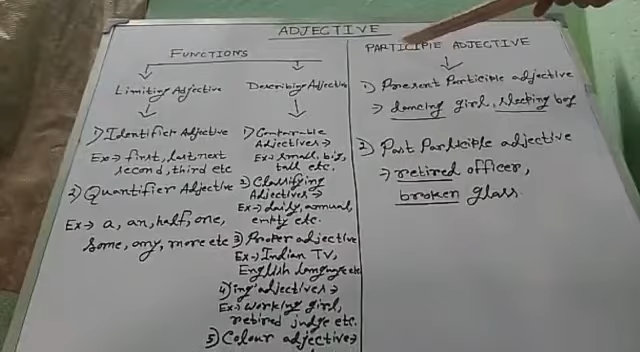 ADJECTIVE
FUNCTIONS
Limiting Adjective
1) Identifier Adjective
Ex → first, last, next
second, third etc
2) Quantifier Adjective
Ex → a, an, half, one,
some, any, more etc
Describing Adjective
1) Comparable
Adjectives →
Ex → small, big,
tall etc.
2) Classifying
Adjectives →
Ex → daily, annual,
empty etc.
3) Proper adjective
Ex → Indian TV,
English language etc
4) ing adjectives →
Ex → working girl,
retired judge etc.
5) Colour adjective →
PARTICIPIE ADJECTIVE
1) Present Participle adjective
→ dancing girl, sleeping boy
2) Past Participle adjective
→ retired officer,
broken glass.